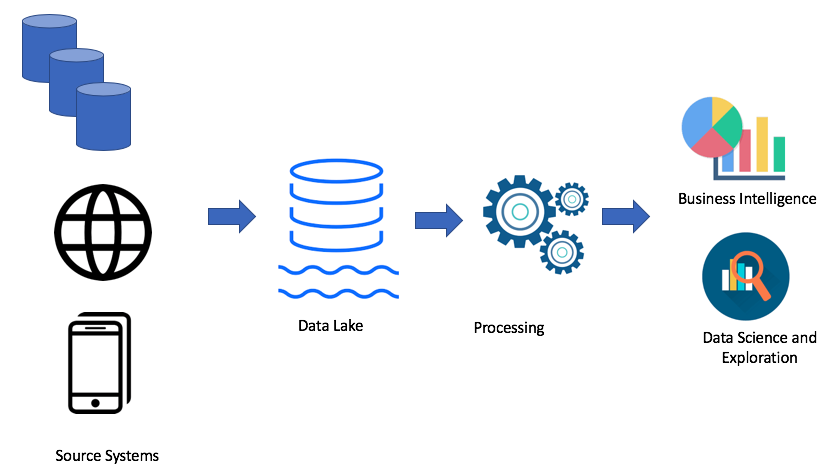 Business Intelligence
Data Lake
Processing
Data Science and
Exploration
Source Systems